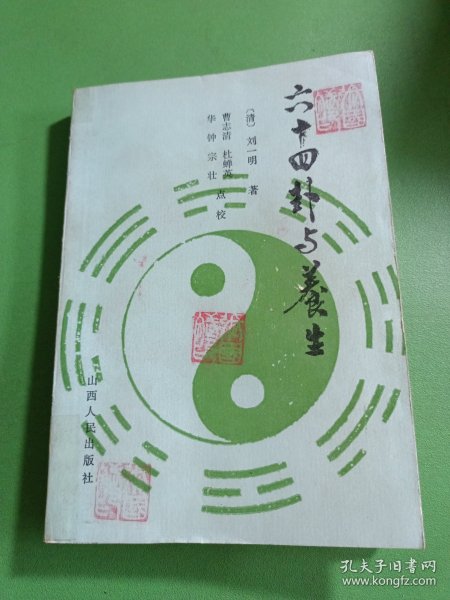 六十四卦与养生
〔清〕刘一明 著
曹志清 杜蝉英
华钟宗壮 点校
山西人民出版社
孔夫子旧书网
www.kongfz.com